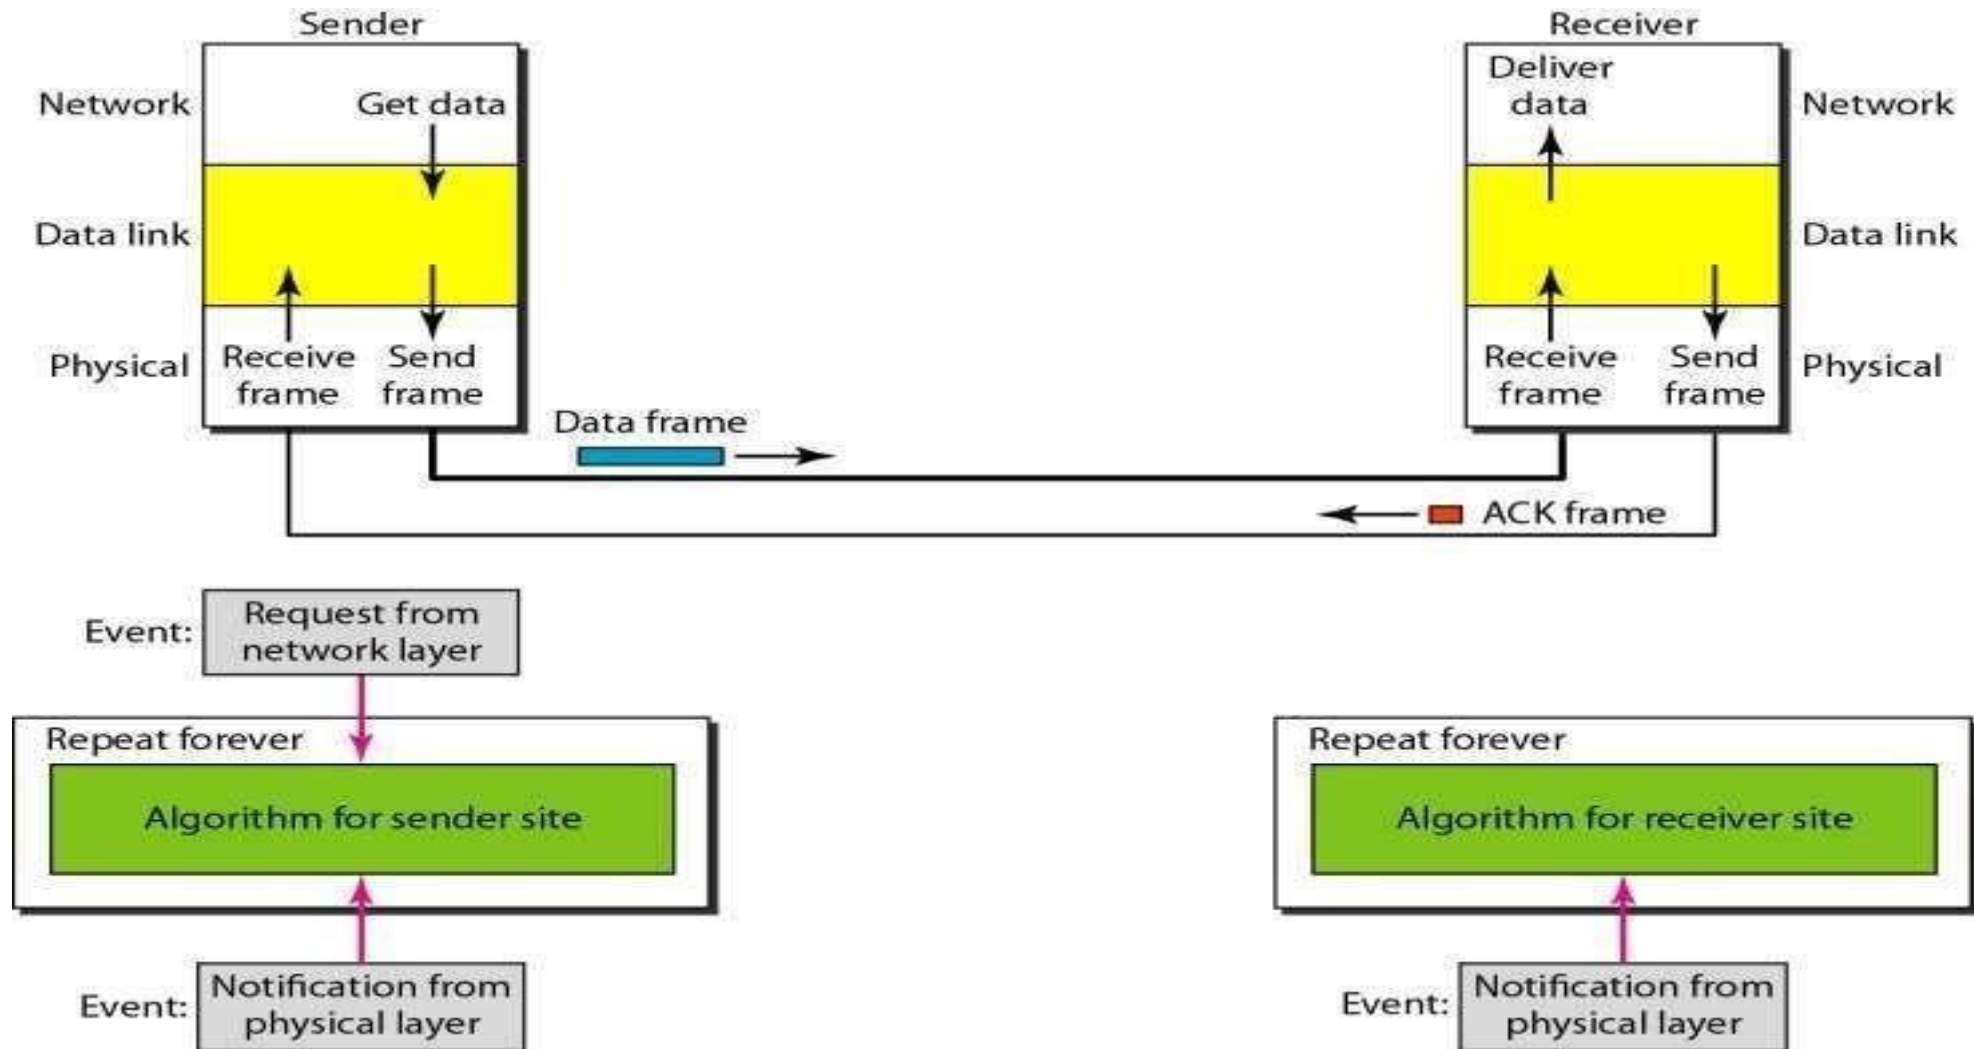 Sender
Receiver
Network
Get data
Deliver
data
Network
Data link
Data link
Physical
Receive
frame
Send
frame
Receive
frame
Send
frame
Physical
Data frame
ACK frame
Event:
Request from
network layer
Repeat forever
Algorithm for sender site
Repeat forever
Algorithm for receiver site
Event:
Notification from
physical layer
Event:
Notification from
physical layer